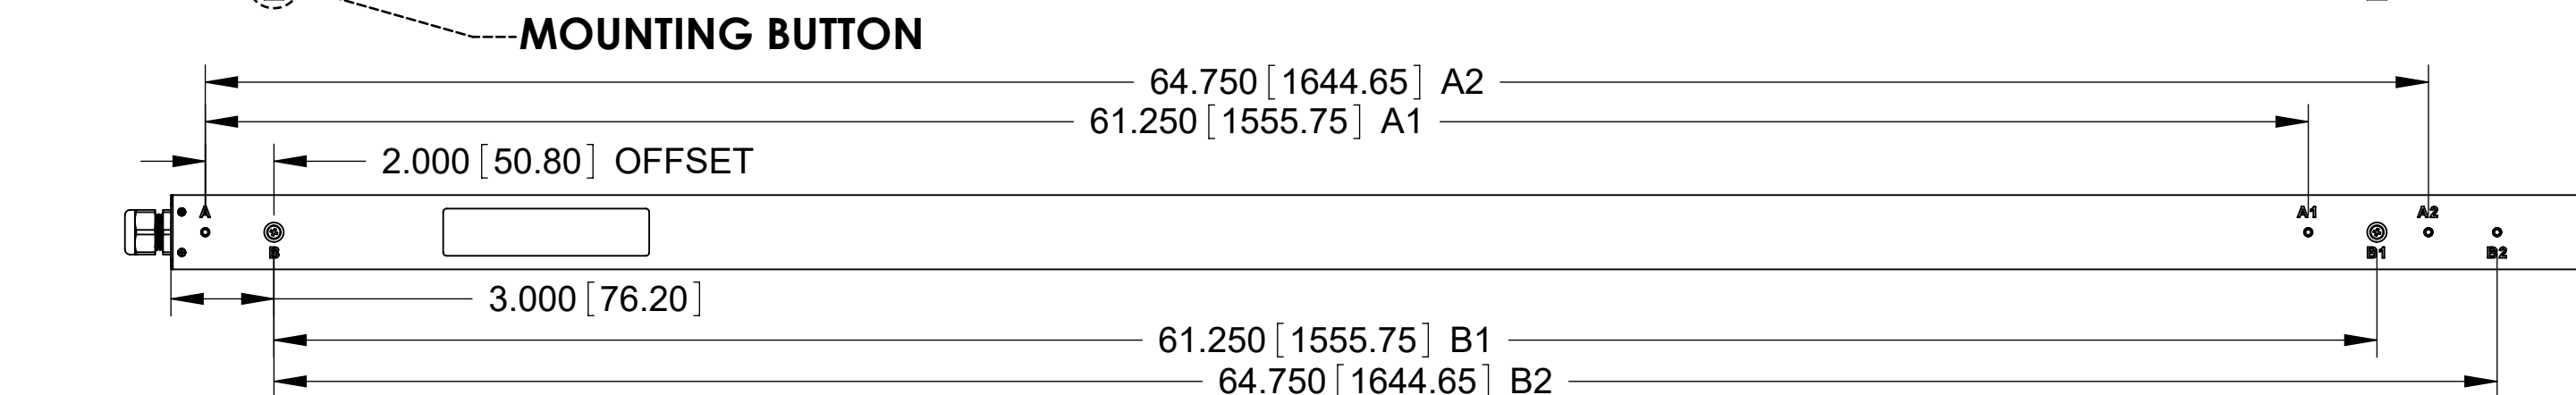 MOUNTING BUTTON
64.750 [1644.65] A2
61.250 [1555.75] A1
2.000 [50.80] OFFSET
A A1 A2
B B1 B2
3.000 [76.20]
61.250 [1555.75] B1
64.750 [1644.65] B2